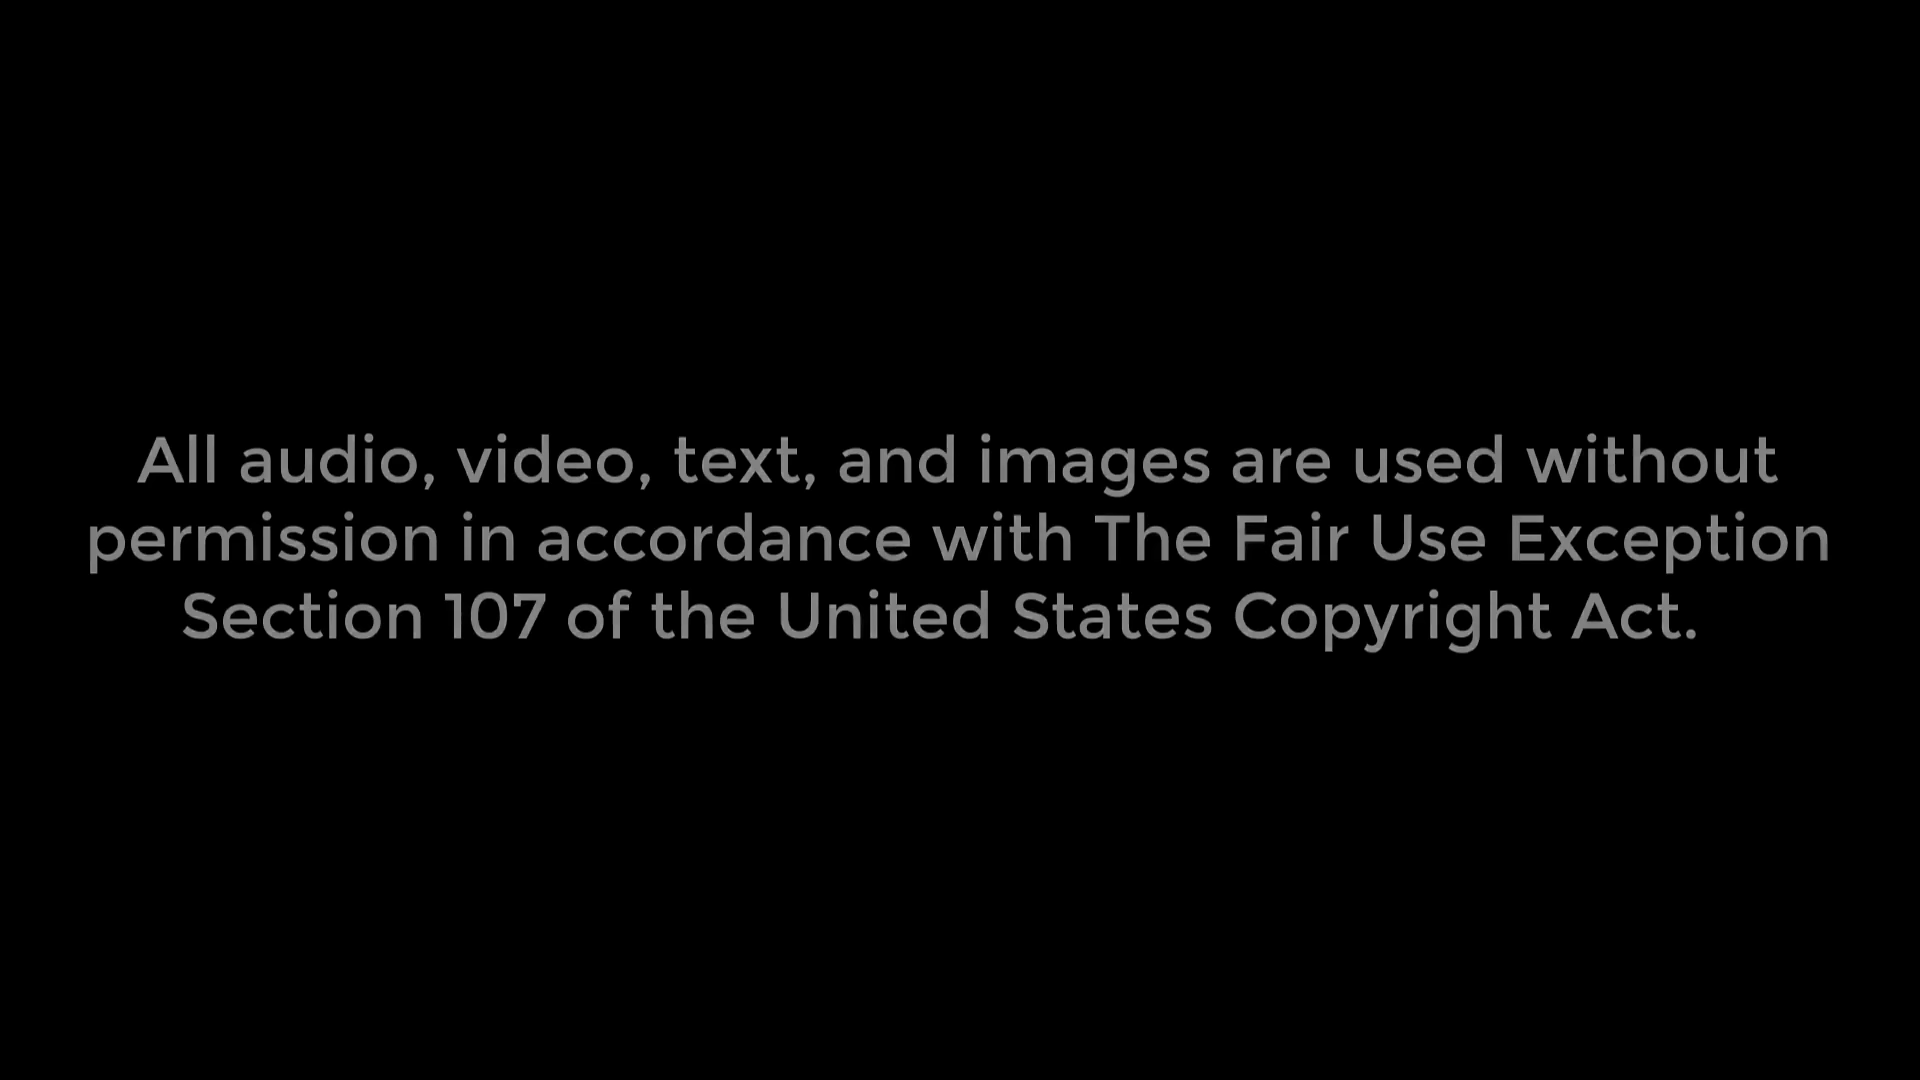 All audio, video, text, and images are used without
permission in accordance with The Fair Use Exception
Section 107 of the United States Copyright Act.